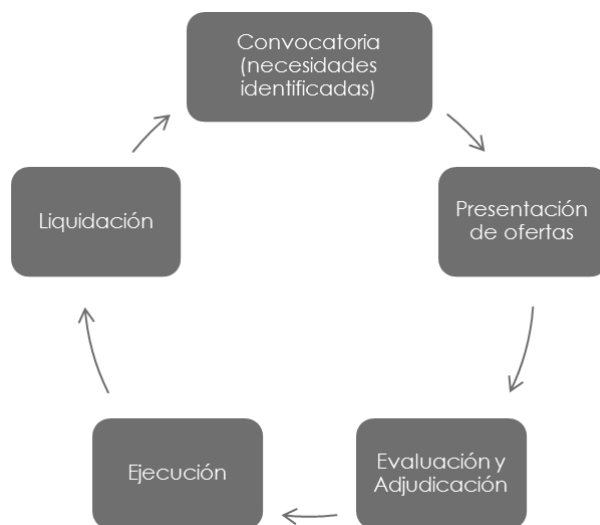 Convocatoria
(necesidades
identificadas)
Presentación
de ofertas
Evaluación y
Adjudicación
Ejecución
Liquidación